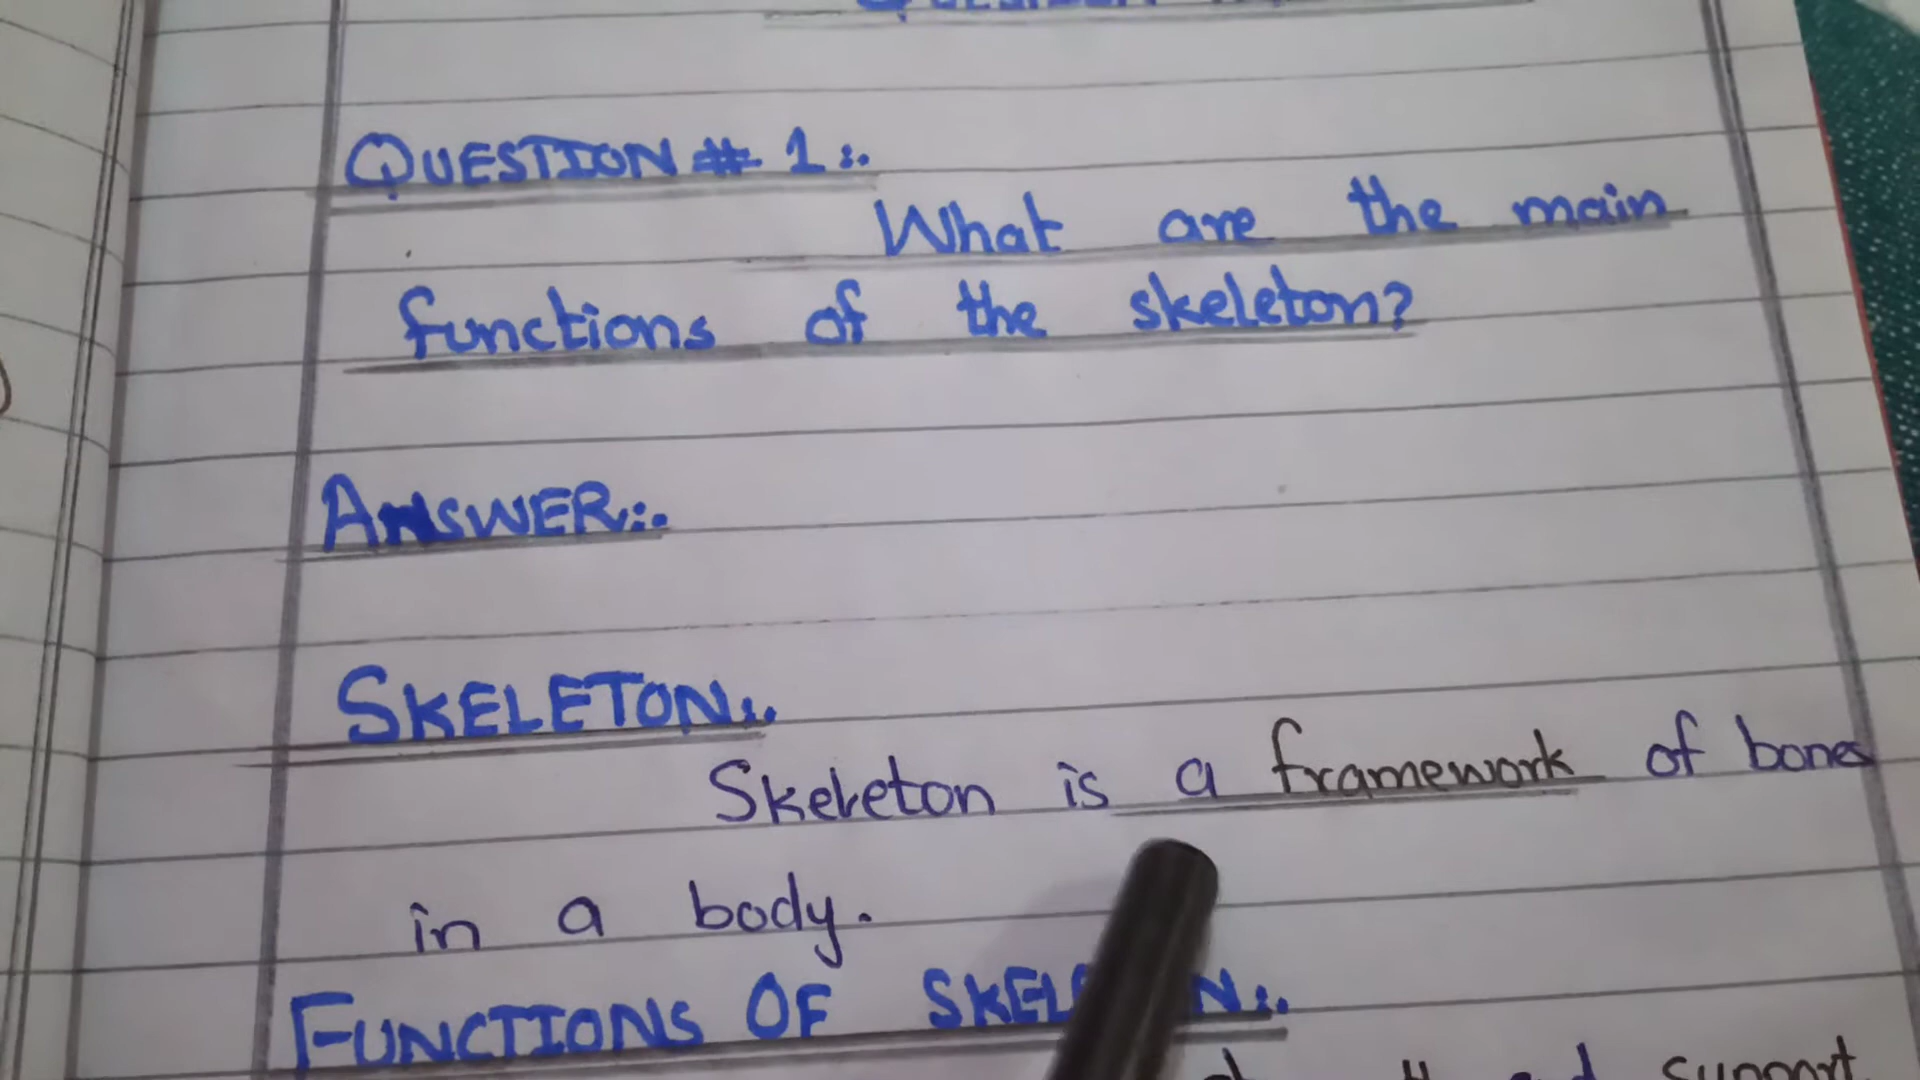 QUESTION # 1:.
What are the main
functions of the skeleton?
ANSWER:.
SKELETON:.
Skeleton is a framework of bones
in a body.
FUNCTIONS OF
support